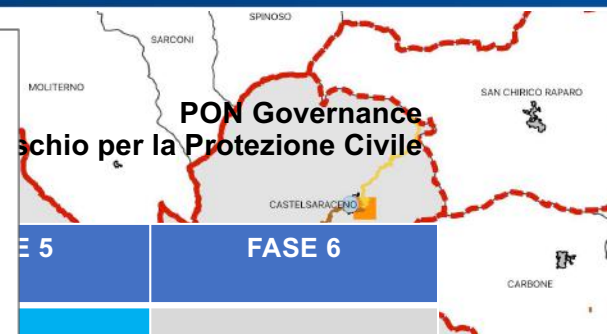 SPINOSO
SARCONI
MOLITERNO
SAN CHIRICO RAPARO
PON Governance
schio per la Protezione Civile
CASTELSARACENO
E 5
FASE 6
CARBONE